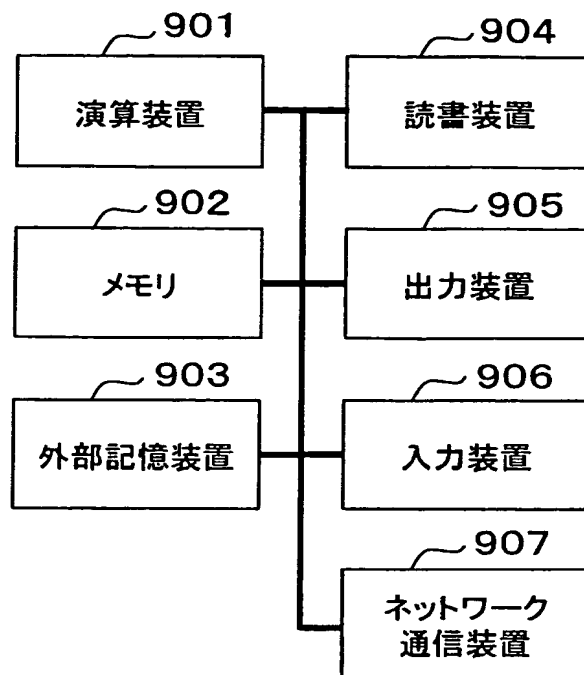 901
演算装置
904
読書装置
902
メモリ
905
出力装置
903
外部記憶装置
906
入力装置
907
ネットワーク
通信装置